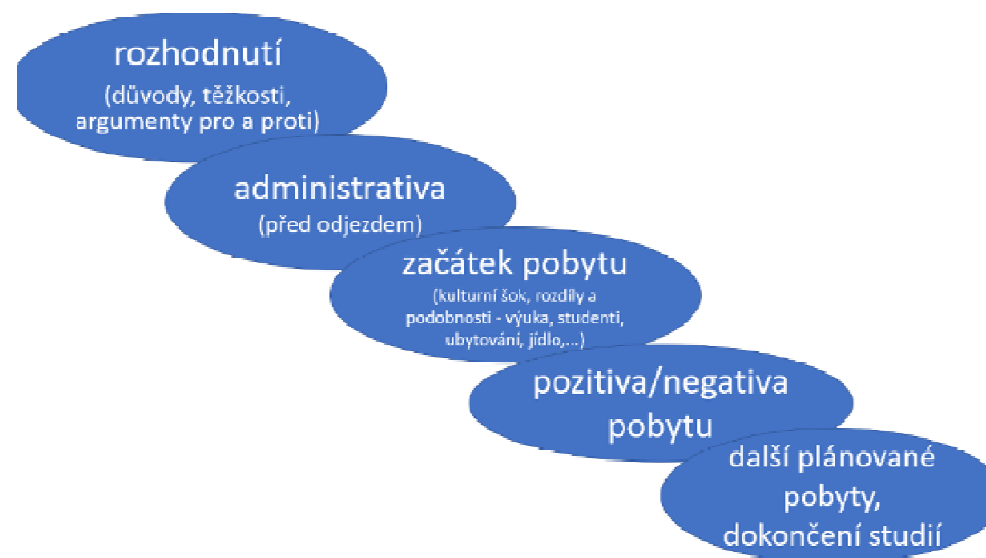 rozhodnutí
(důvody, těžkosti,
argumenty pro a proti)
administrativa
(před odjezdem)
začátek pobytu
(kulturní šok, rozdíly a
podobnosti - výuka, studenti,
ubytování, jídlo,...)
pozitiva/negativa
pobytu
další plánované
pobyty,
dokončení studií